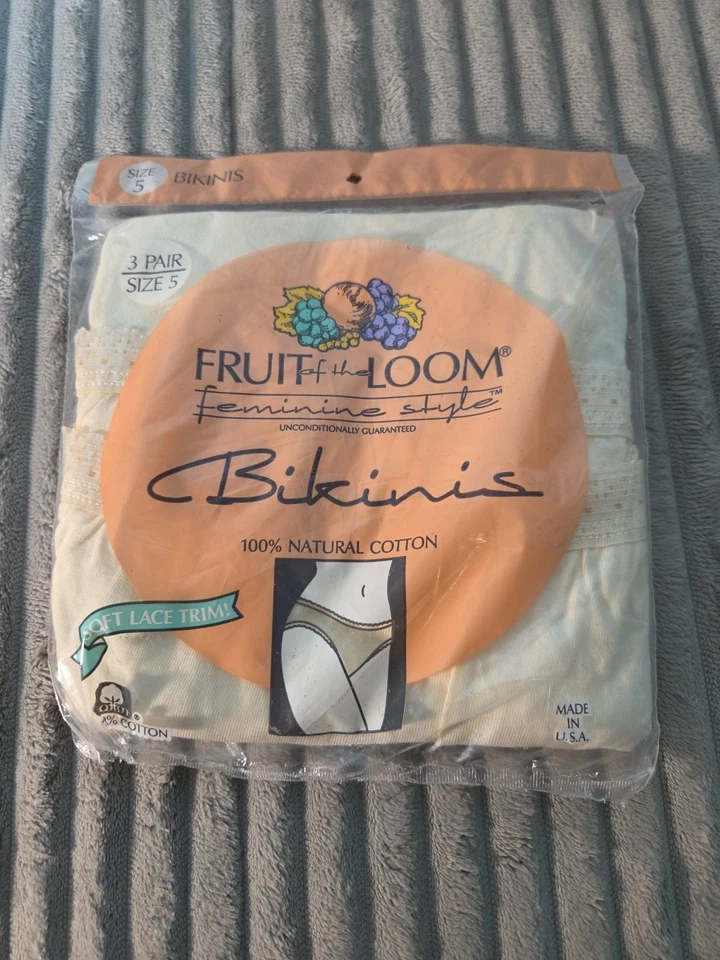 SIZE
5
BIKINIS
3 PAIR
SIZE 5
FRUIT of the LOOM®
feminine style™
UNCONDITIONALLY GUARANTEED
Bikinis
100% NATURAL COTTON
SOFT LACE TRIM!
% COTTON
MADE
IN
U.S.A.